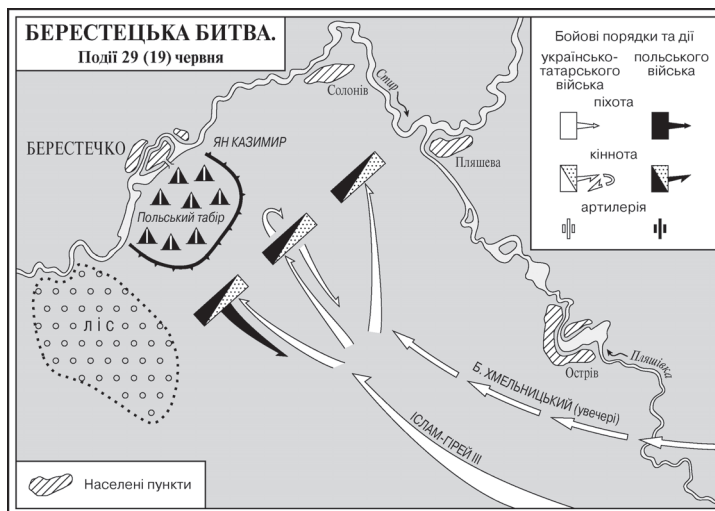 БЕРЕСТЕЦЬКА БИТВА.
Події 29 (19) червня
Бойові порядки та дії
українсько-
татарського
війська
польського
війська
піхота
кіннота
артилерія
Солонів
Стир
БЕРЕСТЕЧКО
ЯН КАЗИМИР
Пляшева
Польський табір
ЛІС
Острів
Пляшівка
Б. ХМЕЛЬНИЦЬКИЙ (увечері)
ІСЛАМ-ГІРЕЙ III
Населені пункти